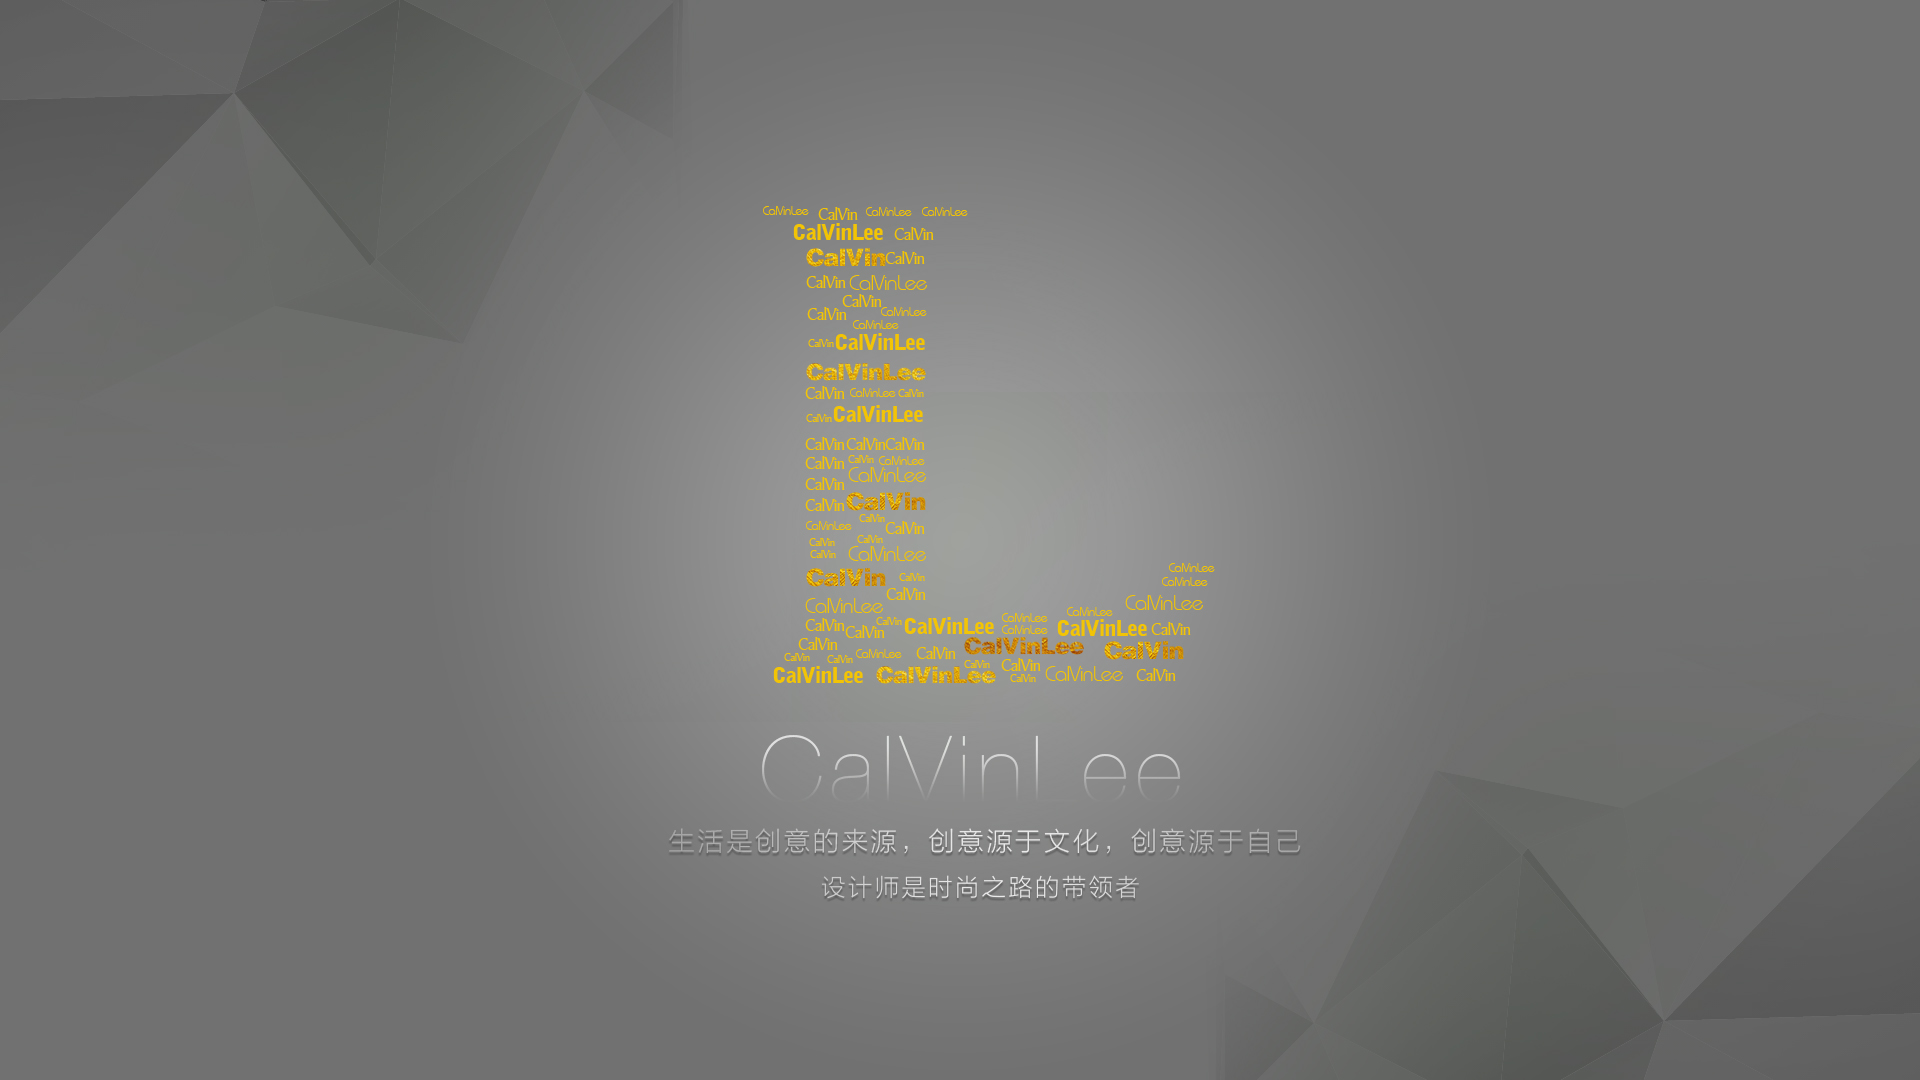 CalVinLee CalVin CalVinLee CalVinLee
CalVinLee CalVin
CalVin CalVin
CalVin CalVinLee
CalVin
CalVin CalVinLee
CalVinLee
CalVin CalVinLee
CalVinLee
CalVin CalVinLee CalVin
CalVin CalVinLee
CalVin CalVin CalVin
CalVin CalVin CalVinLee
CalVinLee
CalVin
CalVin CalVin
CalVin
CalVinLee CalVin
CalVin CalVin
CalVin CalVinLee
CalVinLee
CalVin CalVin CalVinLee
CalVin
CalVinLee CalVinLee
CalVinLee CalVinLee
CalVin CalVin CalVinLee CalVinLee CalVinLee CalVin
CalVin CalVinLee
CalVin CalVinLee CalVin
CalVin CalVin CalVinLee CalVin
CalVin CalVin
CalVinLee CalVinLee CalVin CalVinLee CalVin
CalVinLee
生活是创意的来源，创意源于文化，创意源于自己
设计师是时尚之路的带领者